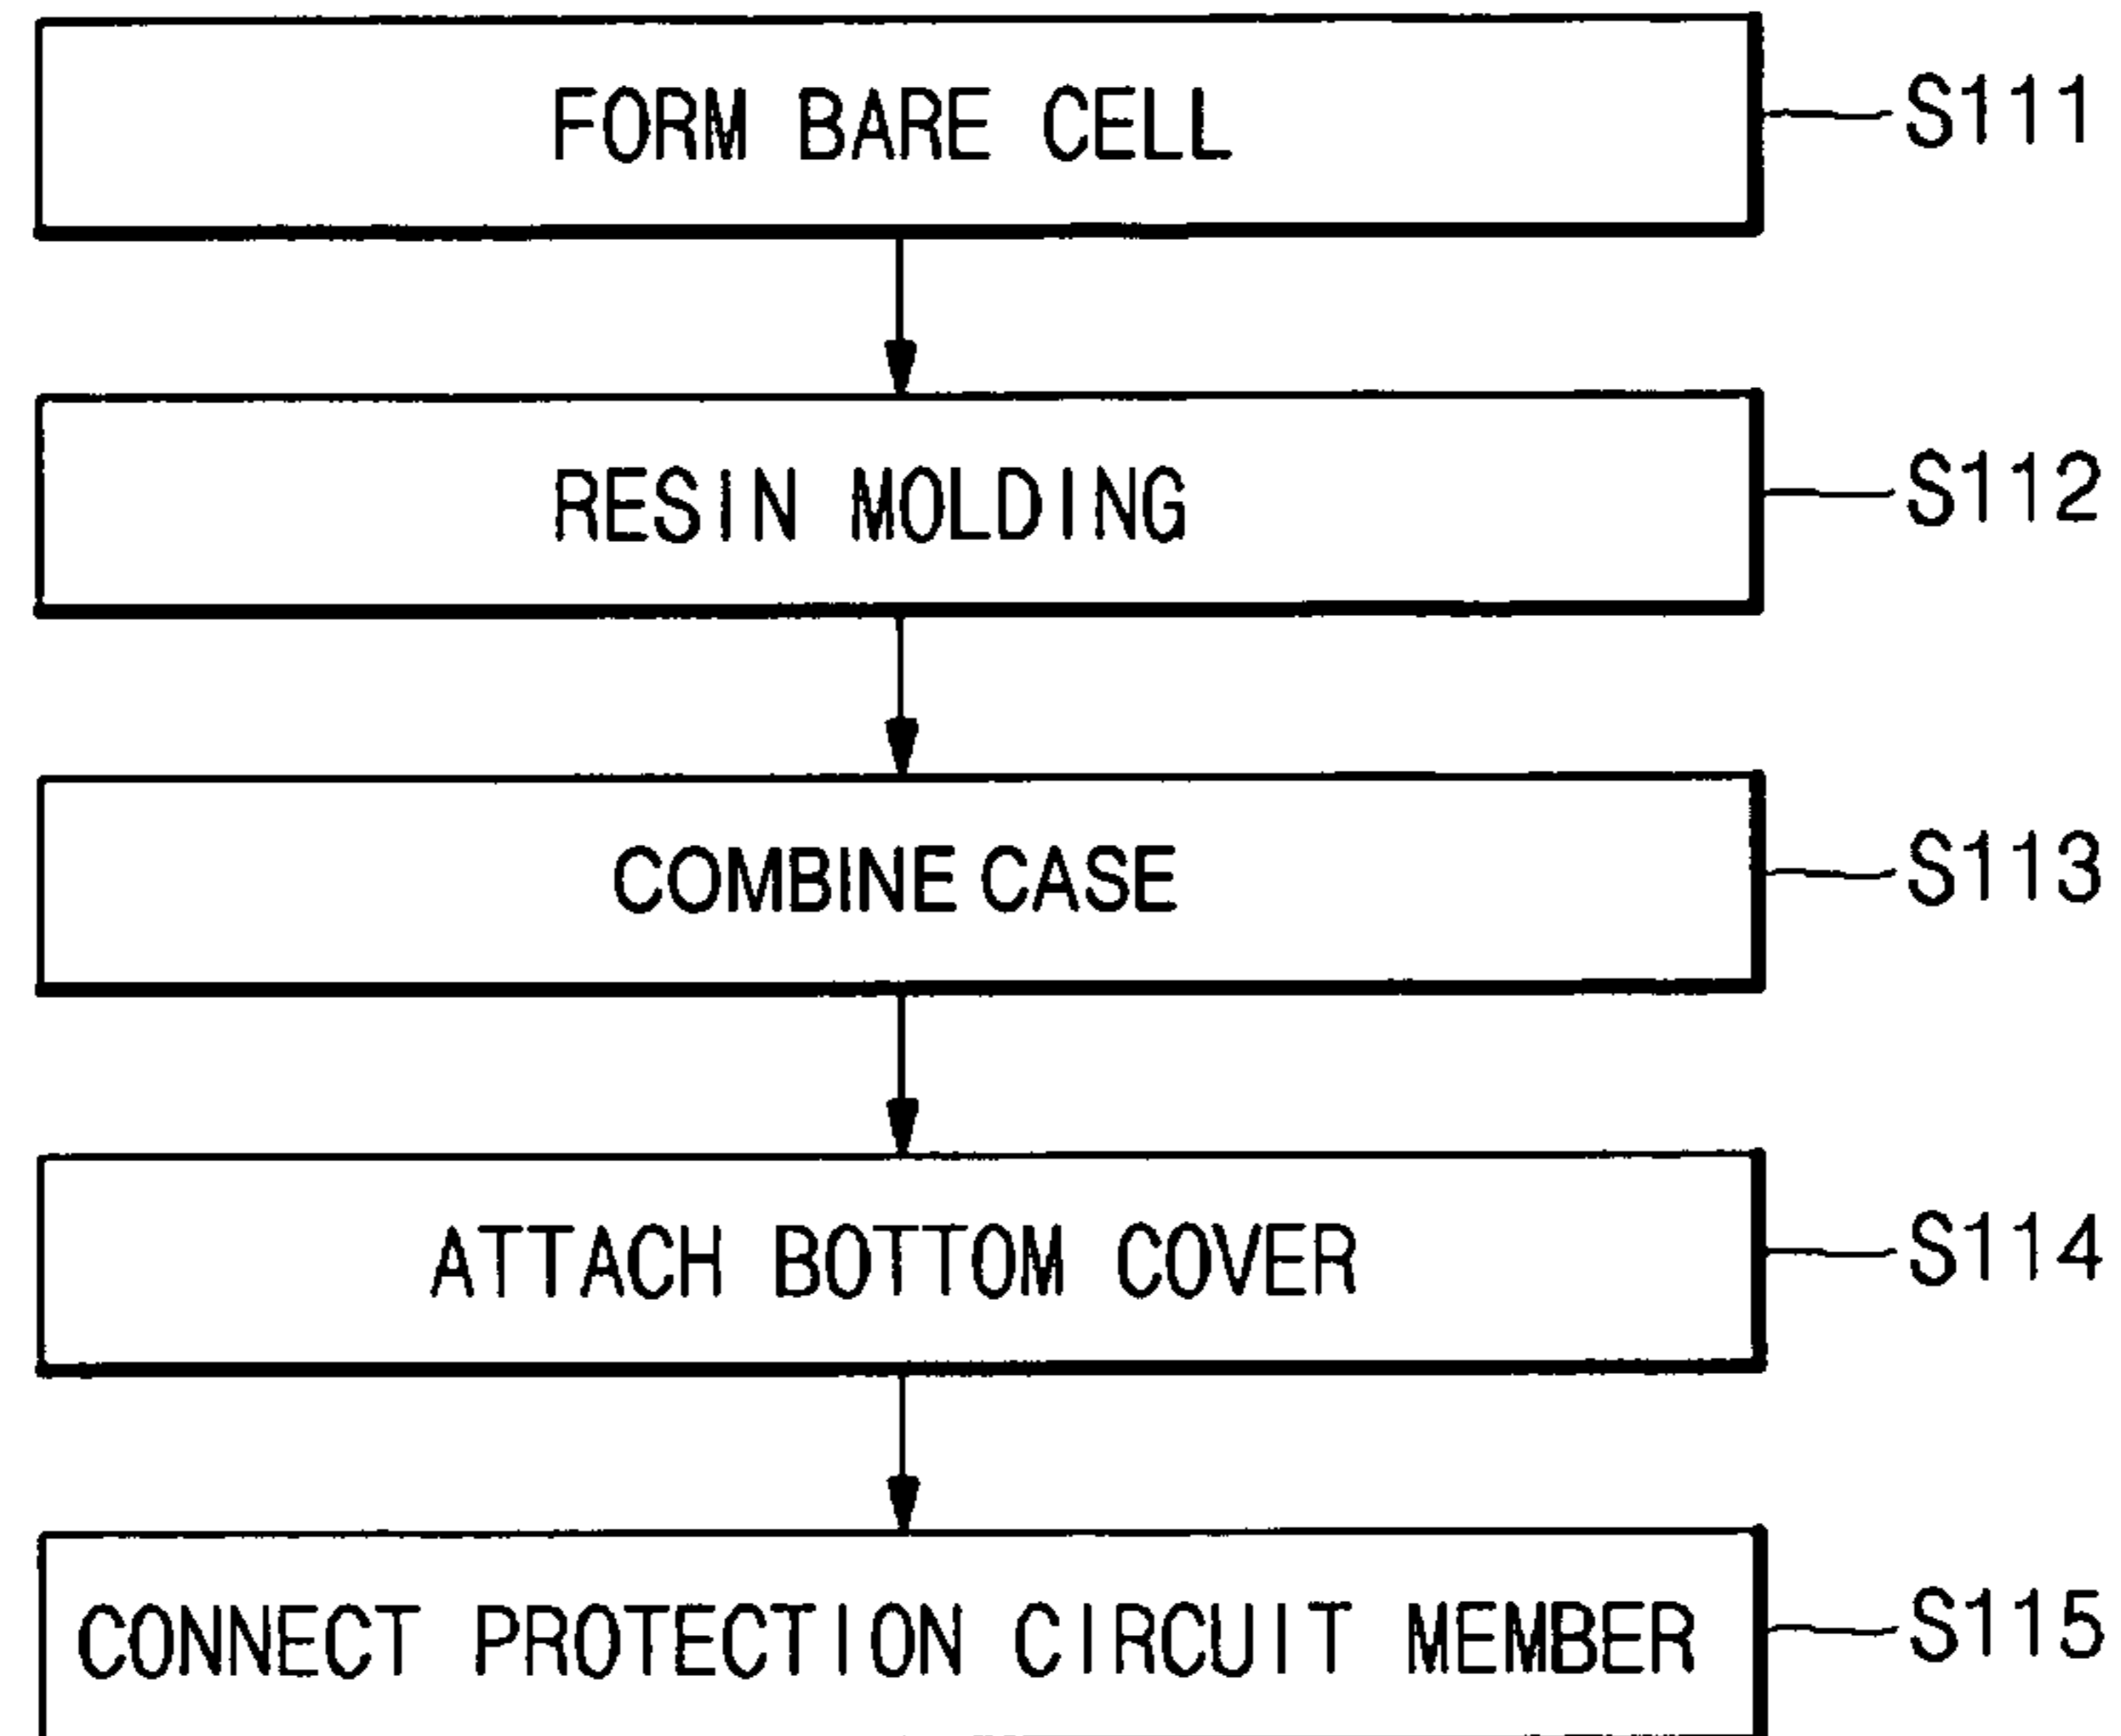 FORM BARE CELL S111
RESIN MOLDING S112
COMBINE CASE S113
ATTACH BOTTOM COVER S114
CONNECT PROTECTION CIRCUIT MEMBER S115